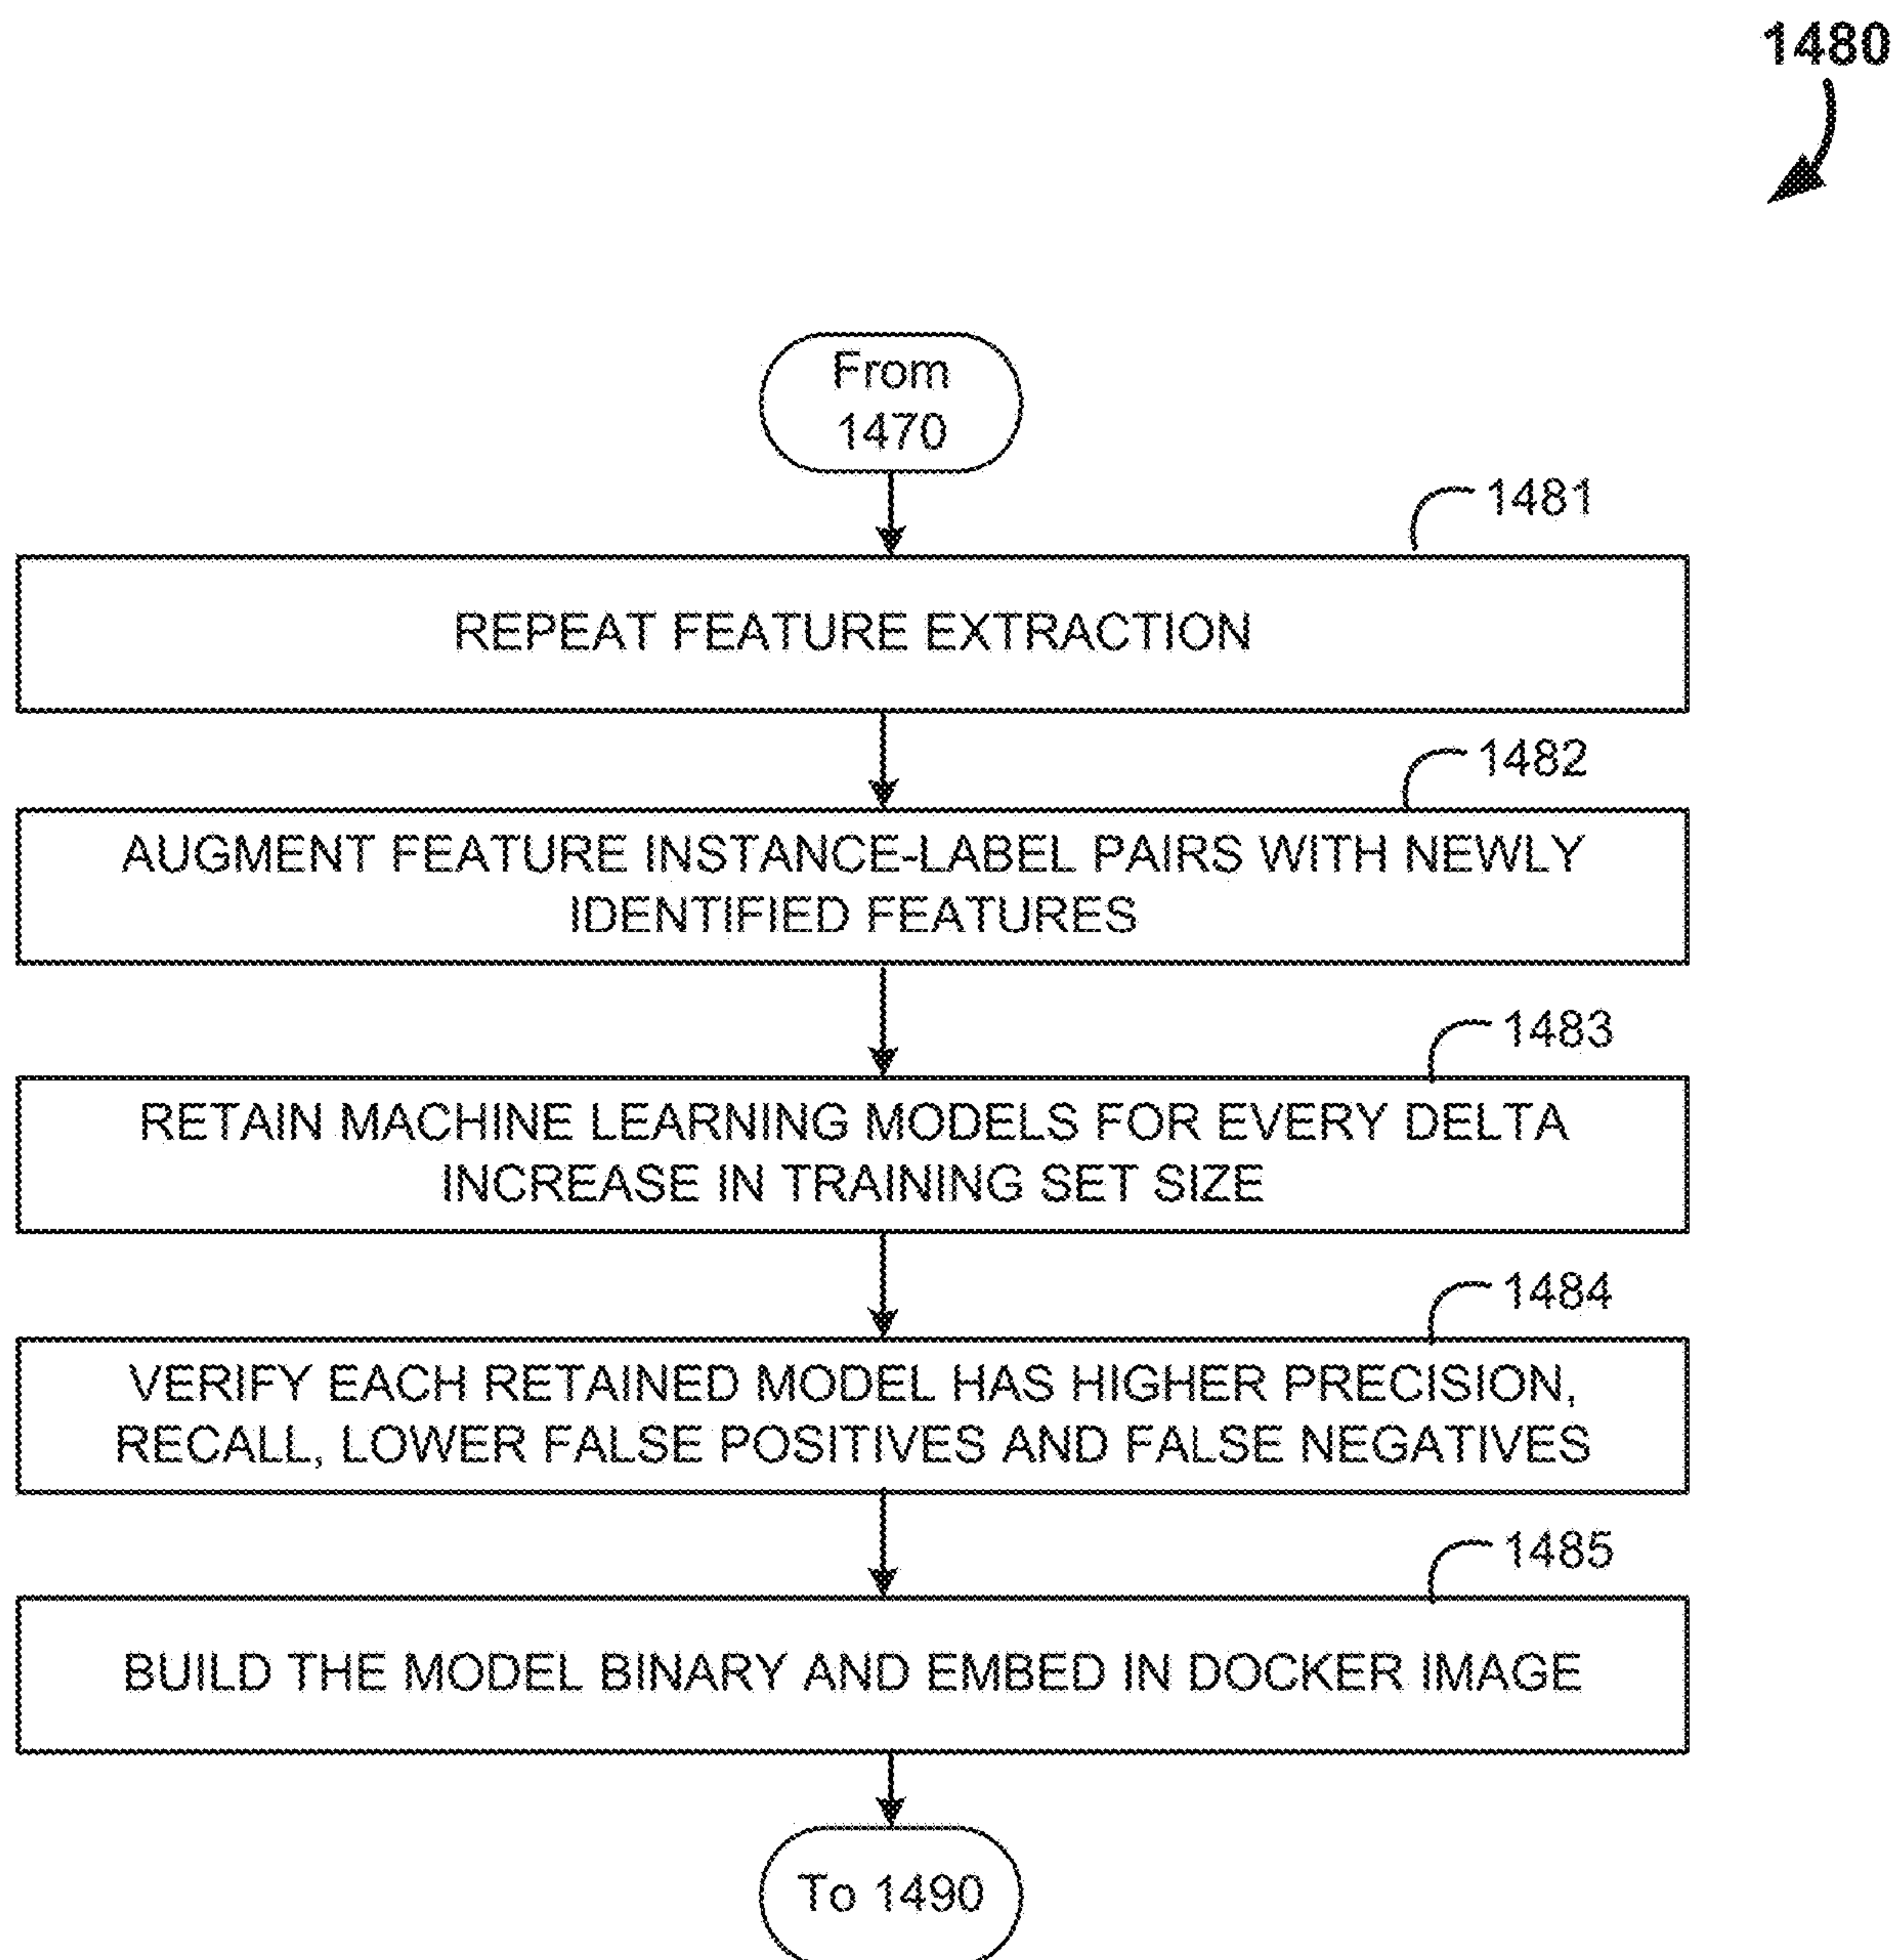 1480
From
1470
1481
REPEAT FEATURE EXTRACTION
1482
AUGMENT FEATURE INSTANCE-LABEL PAIRS WITH NEWLY
IDENTIFIED FEATURES
1483
RETAIN MACHINE LEARNING MODELS FOR EVERY DELTA
INCREASE IN TRAINING SET SIZE
1484
VERIFY EACH RETAINED MODEL HAS HIGHER PRECISION,
RECALL, LOWER FALSE POSITIVES AND FALSE NEGATIVES
1485
BUILD THE MODEL BINARY AND EMBED IN DOCKER IMAGE
To 1490